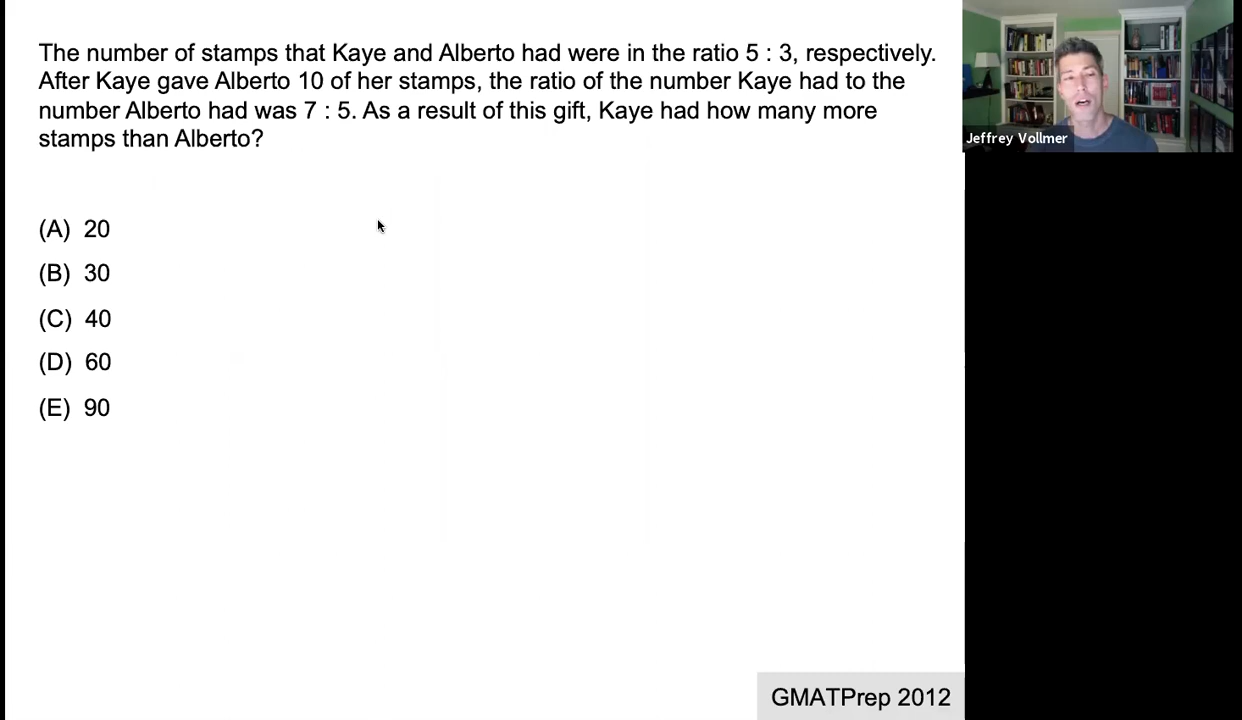 The number of stamps that Kaye and Alberto had were in the ratio 5 : 3, respectively.
After Kaye gave Alberto 10 of her stamps, the ratio of the number Kaye had to the
number Alberto had was 7 : 5. As a result of this gift, Kaye had how many more
stamps than Alberto?
(A) 20
(B) 30
(C) 40
(D) 60
(E) 90
Jeffrey Vollmer
GMATPrep 2012